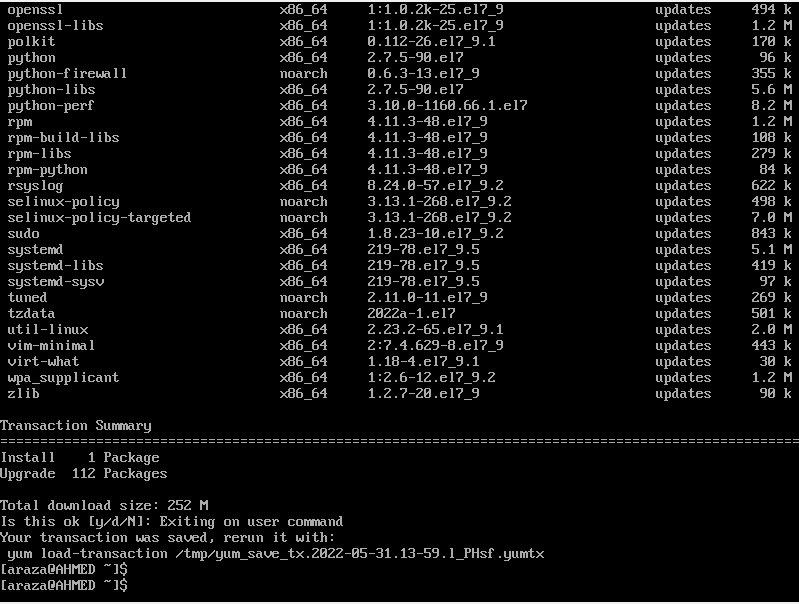 openssl x86_64 1:1.0.2k-25.el7_9 updates 494 k
openssl-libs x86_64 1:1.0.2k-25.el7_9 updates 1.2 M
polkit x86_64 0.112-26.el7_9.1 updates 170 k
python x86_64 2.7.5-90.el7 updates 96 k
python-firewall noarch 0.6.3-13.el7_9 updates 355 k
python-libs x86_64 2.7.5-90.el7 updates 5.6 M
python-perf x86_64 3.10.0-1160.66.1.el7 updates 8.2 M
rpm x86_64 4.11.3-48.el7_9 updates 1.2 M
rpm-build-libs x86_64 4.11.3-48.el7_9 updates 108 k
rpm-libs x86_64 4.11.3-48.el7_9 updates 279 k
rpm-python x86_64 4.11.3-48.el7_9 updates 84 k
rsyslog x86_64 8.24.0-57.el7_9.2 updates 622 k
selinux-policy noarch 3.13.1-268.el7_9.2 updates 498 k
selinux-policy-targeted noarch 3.13.1-268.el7_9.2 updates 7.0 M
sudo x86_64 1.8.23-10.el7_9.2 updates 843 k
systemd x86_64 219-78.el7_9.5 updates 5.1 M
systemd-libs x86_64 219-78.el7_9.5 updates 419 k
systemd-sysv x86_64 219-78.el7_9.5 updates 97 k
tuned noarch 2.11.0-11.el7_9 updates 269 k
tzdata noarch 2022a-1.el7 updates 501 k
util-linux x86_64 2.23.2-65.el7_9.1 updates 2.0 M
vim-minimal x86_64 2:7.4.629-8.el7_9 updates 443 k
virt-what x86_64 1.18-4.el7_9.1 updates 30 k
wpa_supplicant x86_64 1:2.6-12.el7_9.2 updates 1.2 M
zlib x86_64 1.2.7-20.el7_9 updates 90 k
Transaction Summary
====================================================================================================
Install 1 Package
Upgrade 112 Packages
Total download size: 252 M
Is this ok [y/d/N]: Exiting on user command
Your transaction was saved, rerun it with:
yum load-transaction /tmp/yum_save_tx.2022-05-31.13-59.l_PHsf.yumtx
[araza@AHMED ~]$
[araza@AHMED ~]$